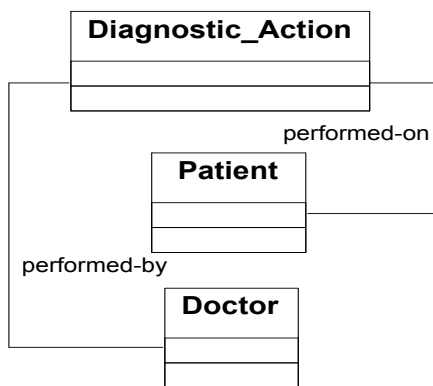 Diagnostic_Action
performed-on
Patient
performed-by
Doctor